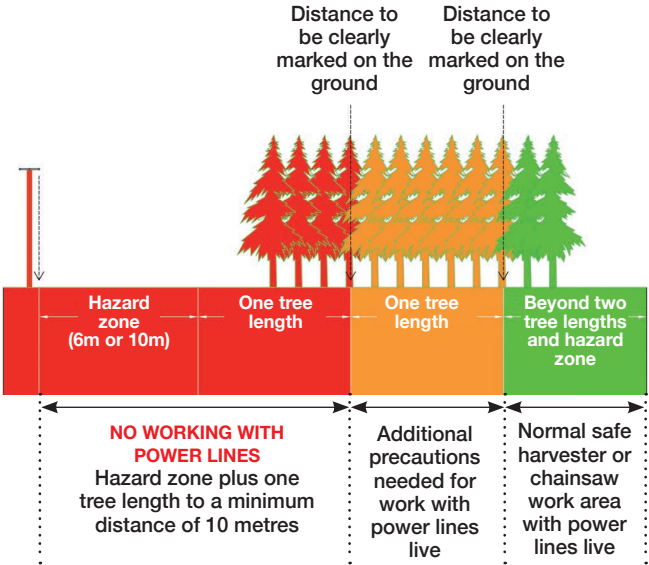 Distance to
be clearly
marked on the
ground
Distance to
be clearly
marked on the
ground
Hazard
zone
(6m or 10m)
One tree
length
One tree
length
Beyond two
tree lengths
and hazard
zone
NO WORKING WITH
POWER LINES
Hazard zone plus one
tree length to a minimum
distance of 10 metres
Additional
precautions
needed for
work with
power lines
live
Normal safe
harvester or
chainsaw
work area
with power
lines live